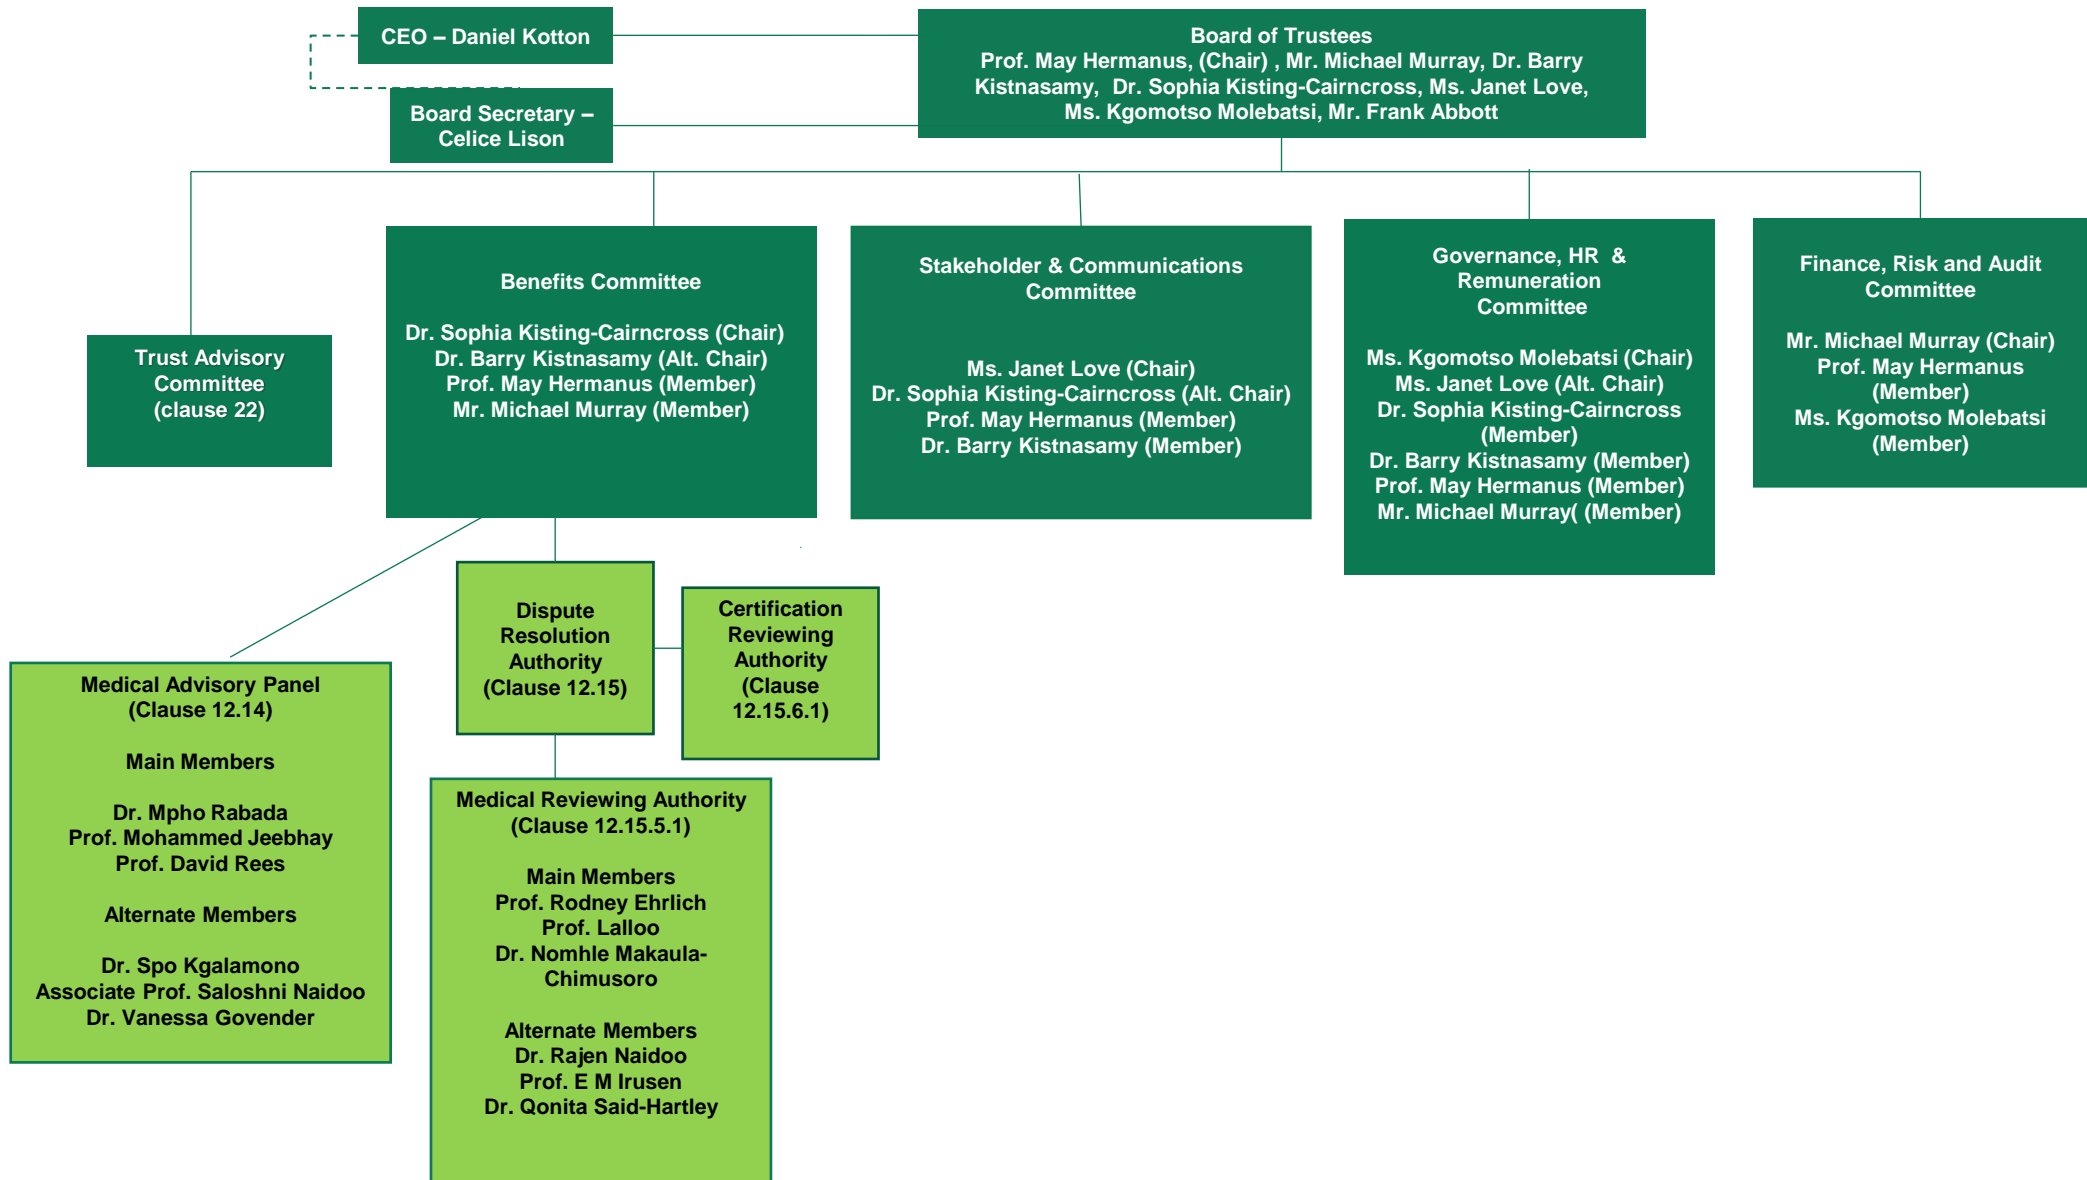 CEO – Daniel Kotton
Board Secretary –
Celice Lison
Board of Trustees
Prof. May Hermanus, (Chair) , Mr. Michael Murray, Dr. Barry
Kistnasamy, Dr. Sophia Kisting-Cairncross, Ms. Janet Love,
Ms. Kgomotso Molebatsi, Mr. Frank Abbott
Trust Advisory
Committee
(clause 22)
Benefits Committee
Dr. Sophia Kisting-Cairncross (Chair)
Dr. Barry Kistnasamy (Alt. Chair)
Prof. May Hermanus (Member)
Mr. Michael Murray (Member)
Stakeholder & Communications
Committee
Ms. Janet Love (Chair)
Dr. Sophia Kisting-Cairncross (Alt. Chair)
Prof. May Hermanus (Member)
Dr. Barry Kistnasamy (Member)
Governance, HR &
Remuneration
Committee
Ms. Kgomotso Molebatsi (Chair)
Ms. Janet Love (Alt. Chair)
Dr. Sophia Kisting-Cairncross
(Member)
Dr. Barry Kistnasamy (Member)
Prof. May Hermanus (Member)
Mr. Michael Murray( (Member)
Finance, Risk and Audit
Committee
Mr. Michael Murray (Chair)
Prof. May Hermanus
(Member)
Ms. Kgomotso Molebatsi
(Member)
Dispute
Resolution
Authority
(Clause 12.15)
Certification
Reviewing
Authority
(Clause
12.15.6.1)
Medical Advisory Panel
(Clause 12.14)
Main Members
Dr. Mpho Rabada
Prof. Mohammed Jeebhay
Prof. David Rees
Alternate Members
Dr. Spo Kgalamono
Associate Prof. Saloshni Naidoo
Dr. Vanessa Govender
Medical Reviewing Authority
(Clause 12.15.5.1)
Main Members
Prof. Rodney Ehrlich
Prof. Lalloo
Dr. Nomhle Makaula-
Chimusoro
Alternate Members
Dr. Rajen Naidoo
Prof. E M Irusen
Dr. Qonita Said-Hartley